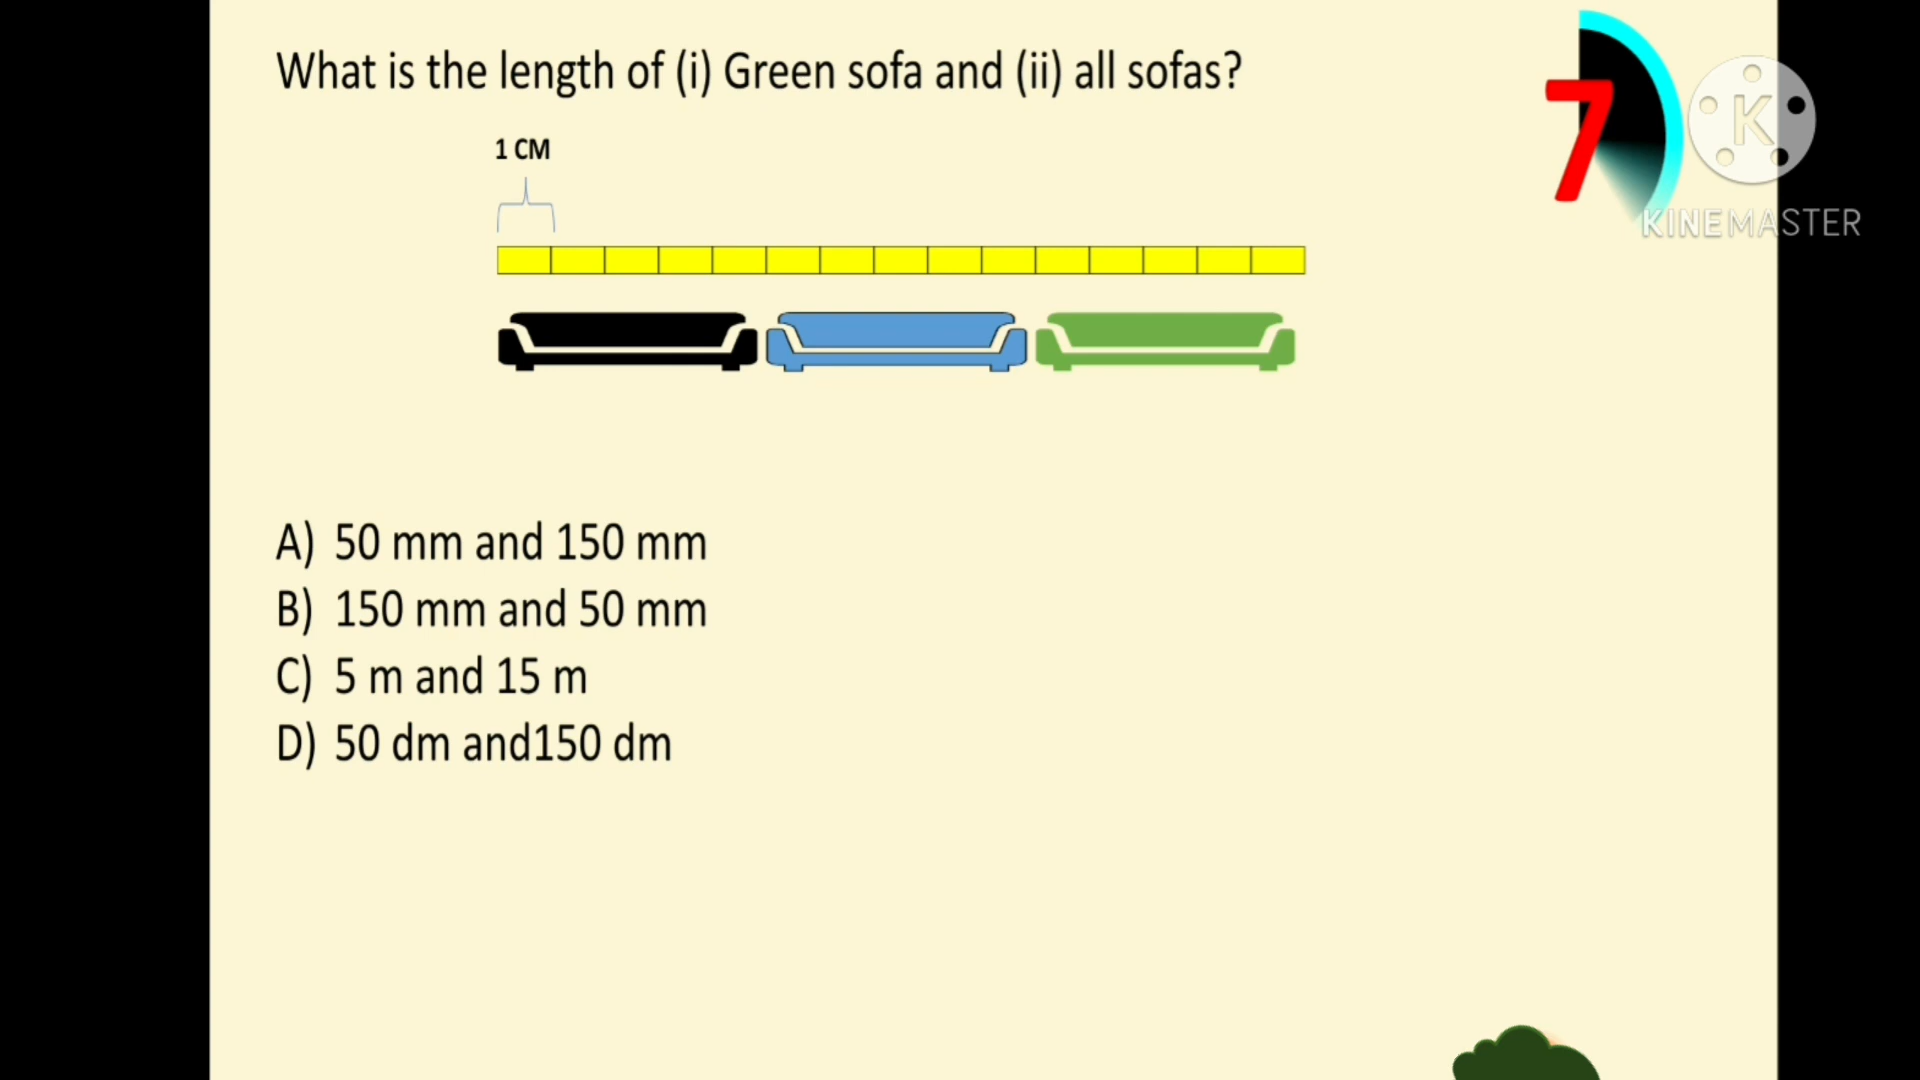 What is the length of (i) Green sofa and (ii) all sofas?
7
K
KINEMASTER
1 CM
A) 50 mm and 150 mm
B) 150 mm and 50 mm
C) 5 m and 15 m
D) 50 dm and150 dm